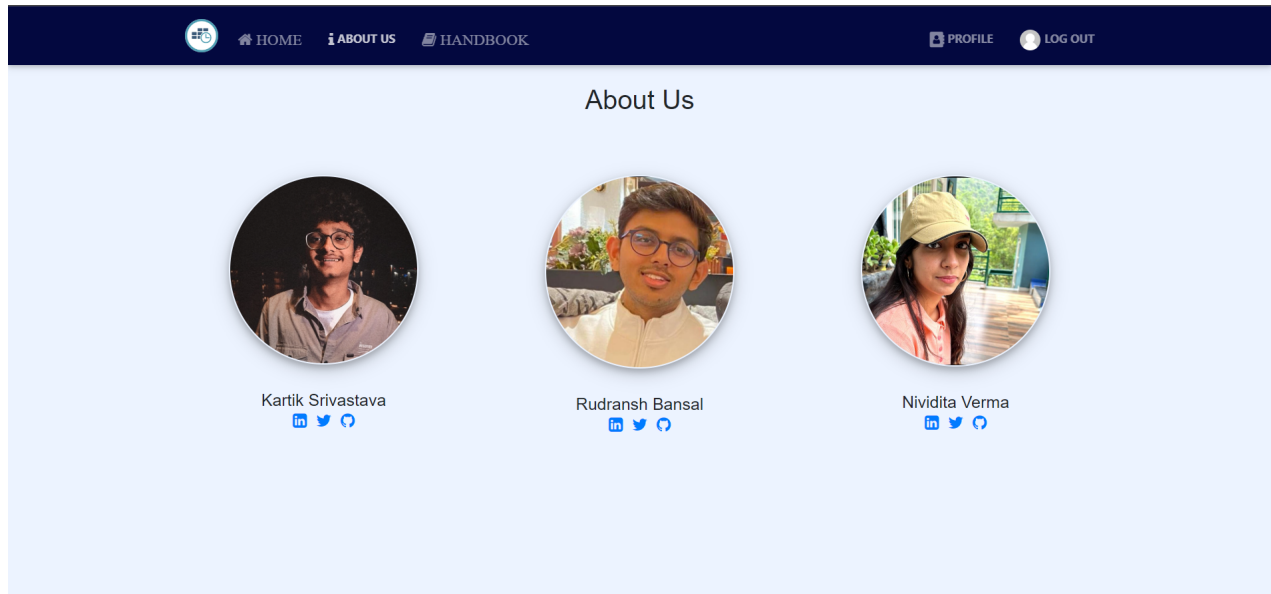 HOME ABOUT US HANDBOOK PROFILE LOG OUT
About Us
Kartik Srivastava
Rudransh Bansal
Nividita Verma